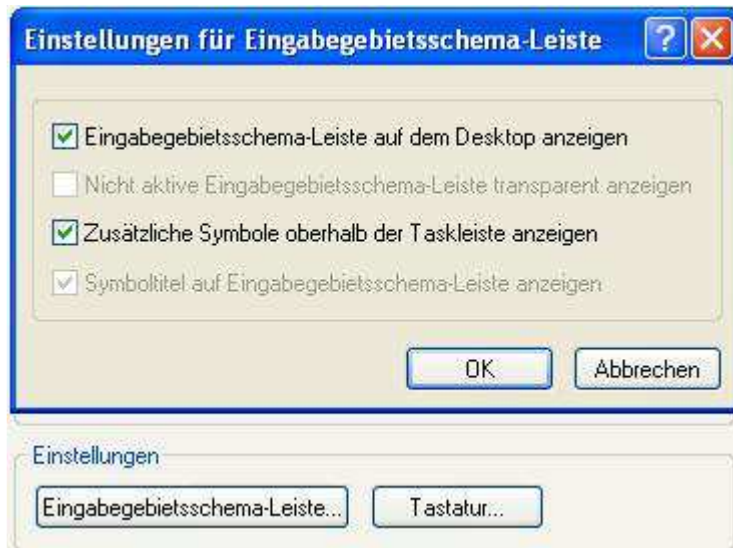 Einstellungen für Eingabegebietsschema-Leiste
Eingabegebietsschema-Leiste auf dem Desktop anzeigen
Nicht aktive Eingabegebietsschema-Leiste transparent anzeigen
Zusätzliche Symbole oberhalb der Taskleiste anzeigen
Symboltitel auf Eingabegebietsschema-Leiste anzeigen
OK Abbrechen
Einstellungen
Eingabegebietsschema-Leiste... Tastatur...